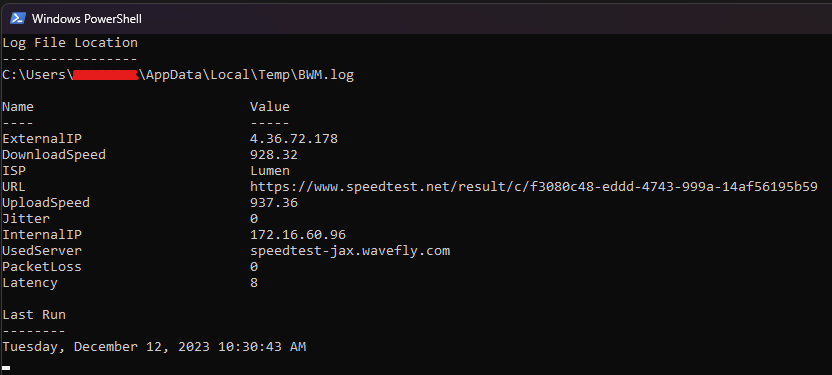 Windows PowerShell
Log File Location
-----------------
C:\Users\ \AppData\Local\Temp\BWM.log
Name Value
---- -----
ExternalIP 4.36.72.178
DownloadSpeed 928.32
ISP Lumen
URL https://www.speedtest.net/result/c/f3080c48-eddd-4743-999a-14af56195b59
UploadSpeed 937.36
Jitter 0
InternalIP 172.16.60.96
UsedServer speedtest-jax.wavefly.com
PacketLoss 0
Latency 8
Last Run
--------
Tuesday, December 12, 2023 10:30:43 AM